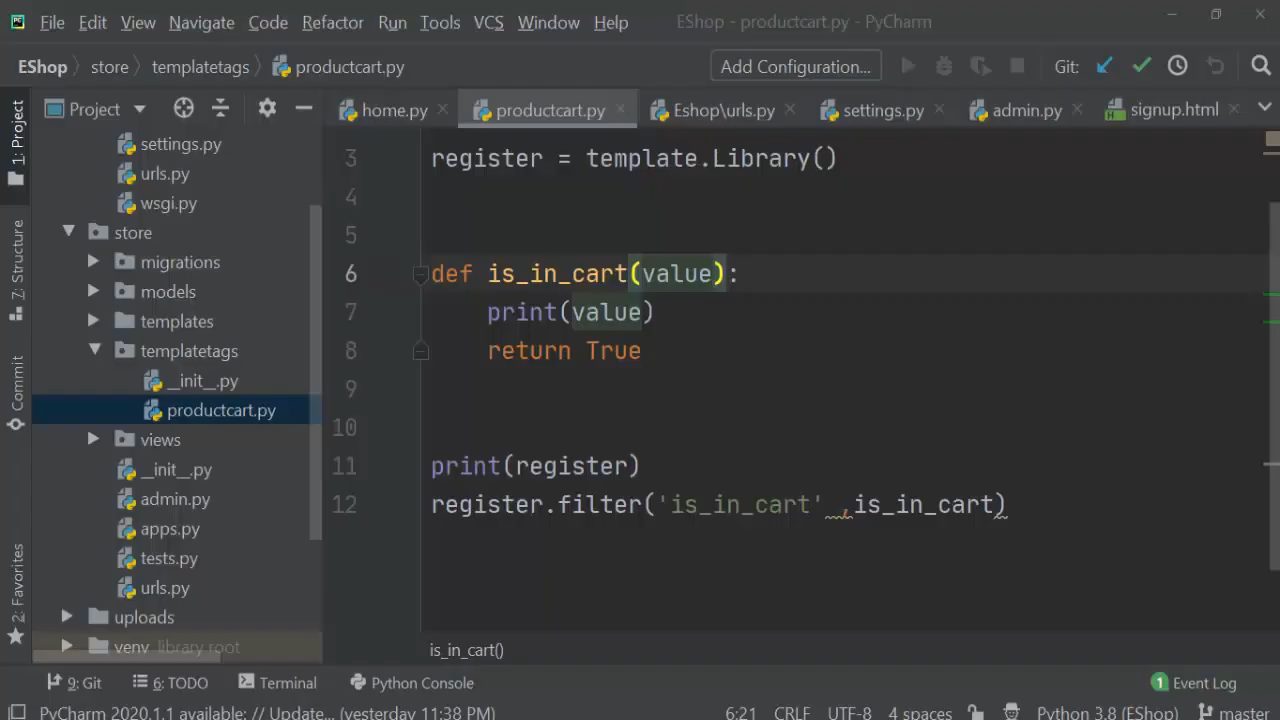 File Edit View Navigate Code Refactor Run Tools VCS Window Help EShop - productcart.py - PyCharm
EShop store templatetags productcart.py Add Configuration... Git:
1: Project
7: Structure
Commit
2: Favorites
Project
home.py productcart.py Eshop\urls.py settings.py admin.py signup.html
settings.py
urls.py
wsgi.py
store
migrations
models
templates
templatetags
__init__.py
productcart.py
views
__init__.py
admin.py
apps.py
tests.py
urls.py
uploads
venv library root
3 register = template.Library()
4
5
6 def is_in_cart(value):
7 print(value)
8 return True
9
10
11 print(register)
12 register.filter('is_in_cart' ,is_in_cart)
is_in_cart()
9: Git 6: TODO Terminal Python Console 1 Event Log
PyCharm 2020.1.1 available: // Update... (yesterday 11:38 PM) 6:21 CRLF UTF-8 4 spaces Python 3.8 (EShop) master